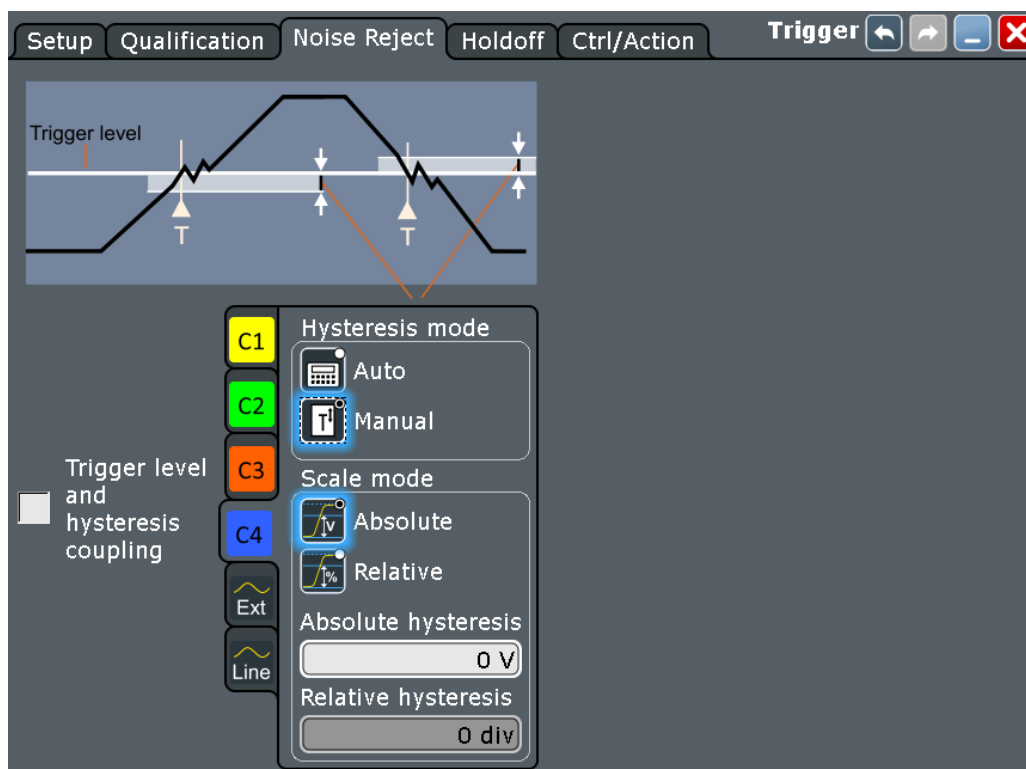 Setup Qualification Noise Reject Holdoff Ctrl/Action Trigger
Trigger level
T T
C1
C2
C3
C4
Ext
Line
Trigger level
and
hysteresis
coupling
Hysteresis mode
Auto
T Manual
Scale mode
V Absolute
% Relative
Absolute hysteresis
0 V
Relative hysteresis
0 div